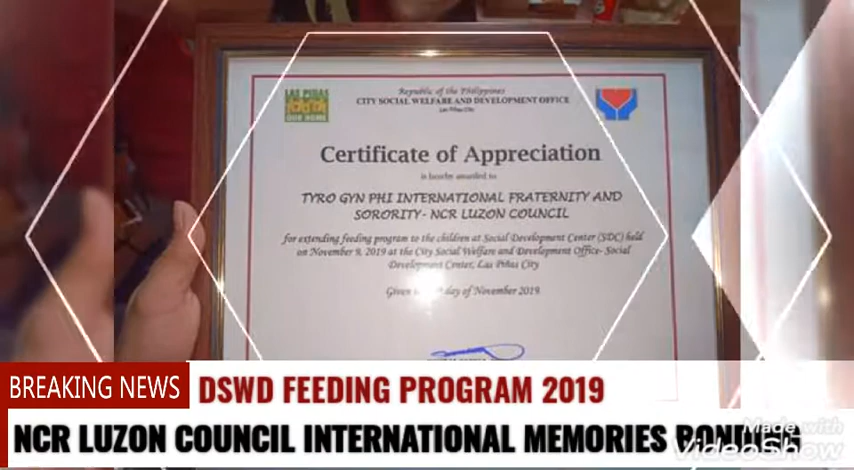 LAS PIÑAS
OUR HOME
Republic of the Philippines
CITY SOCIAL WELFARE AND DEVELOPMENT OFFICE
Las Piñas City
Certificate of Appreciation
is hereby awarded to
TYRO GYN PHI INTERNATIONAL FRATERNITY AND
SORORITY- NCR LUZON COUNCIL
for extending feeding program to the children at Social Development Center (SDC) held
on November 9, 2019 at the City Social Welfare and Development Office- Social
Development Center, Las Piñas City
Given day of November 2019
BREAKING NEWS
DSWD FEEDING PROGRAM 2019
NCR LUZON COUNCIL INTERNATIONAL MEMORIES
Made with
VideoShow